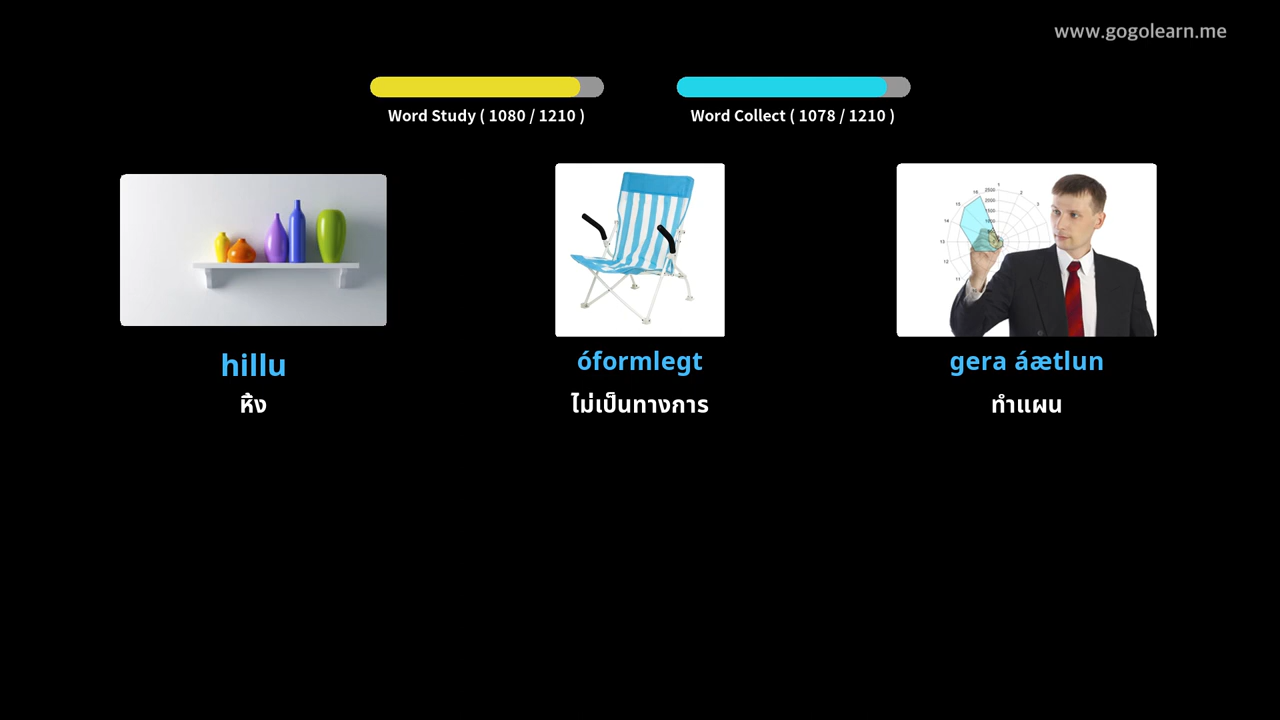 www.gogolearn.me
Word Study ( 1080 / 1210 )
Word Collect ( 1078 / 1210 )
hillu
óformlegt
gera áætlun
หิ้ง
ไม่เป็นทางการ
ทำแผน